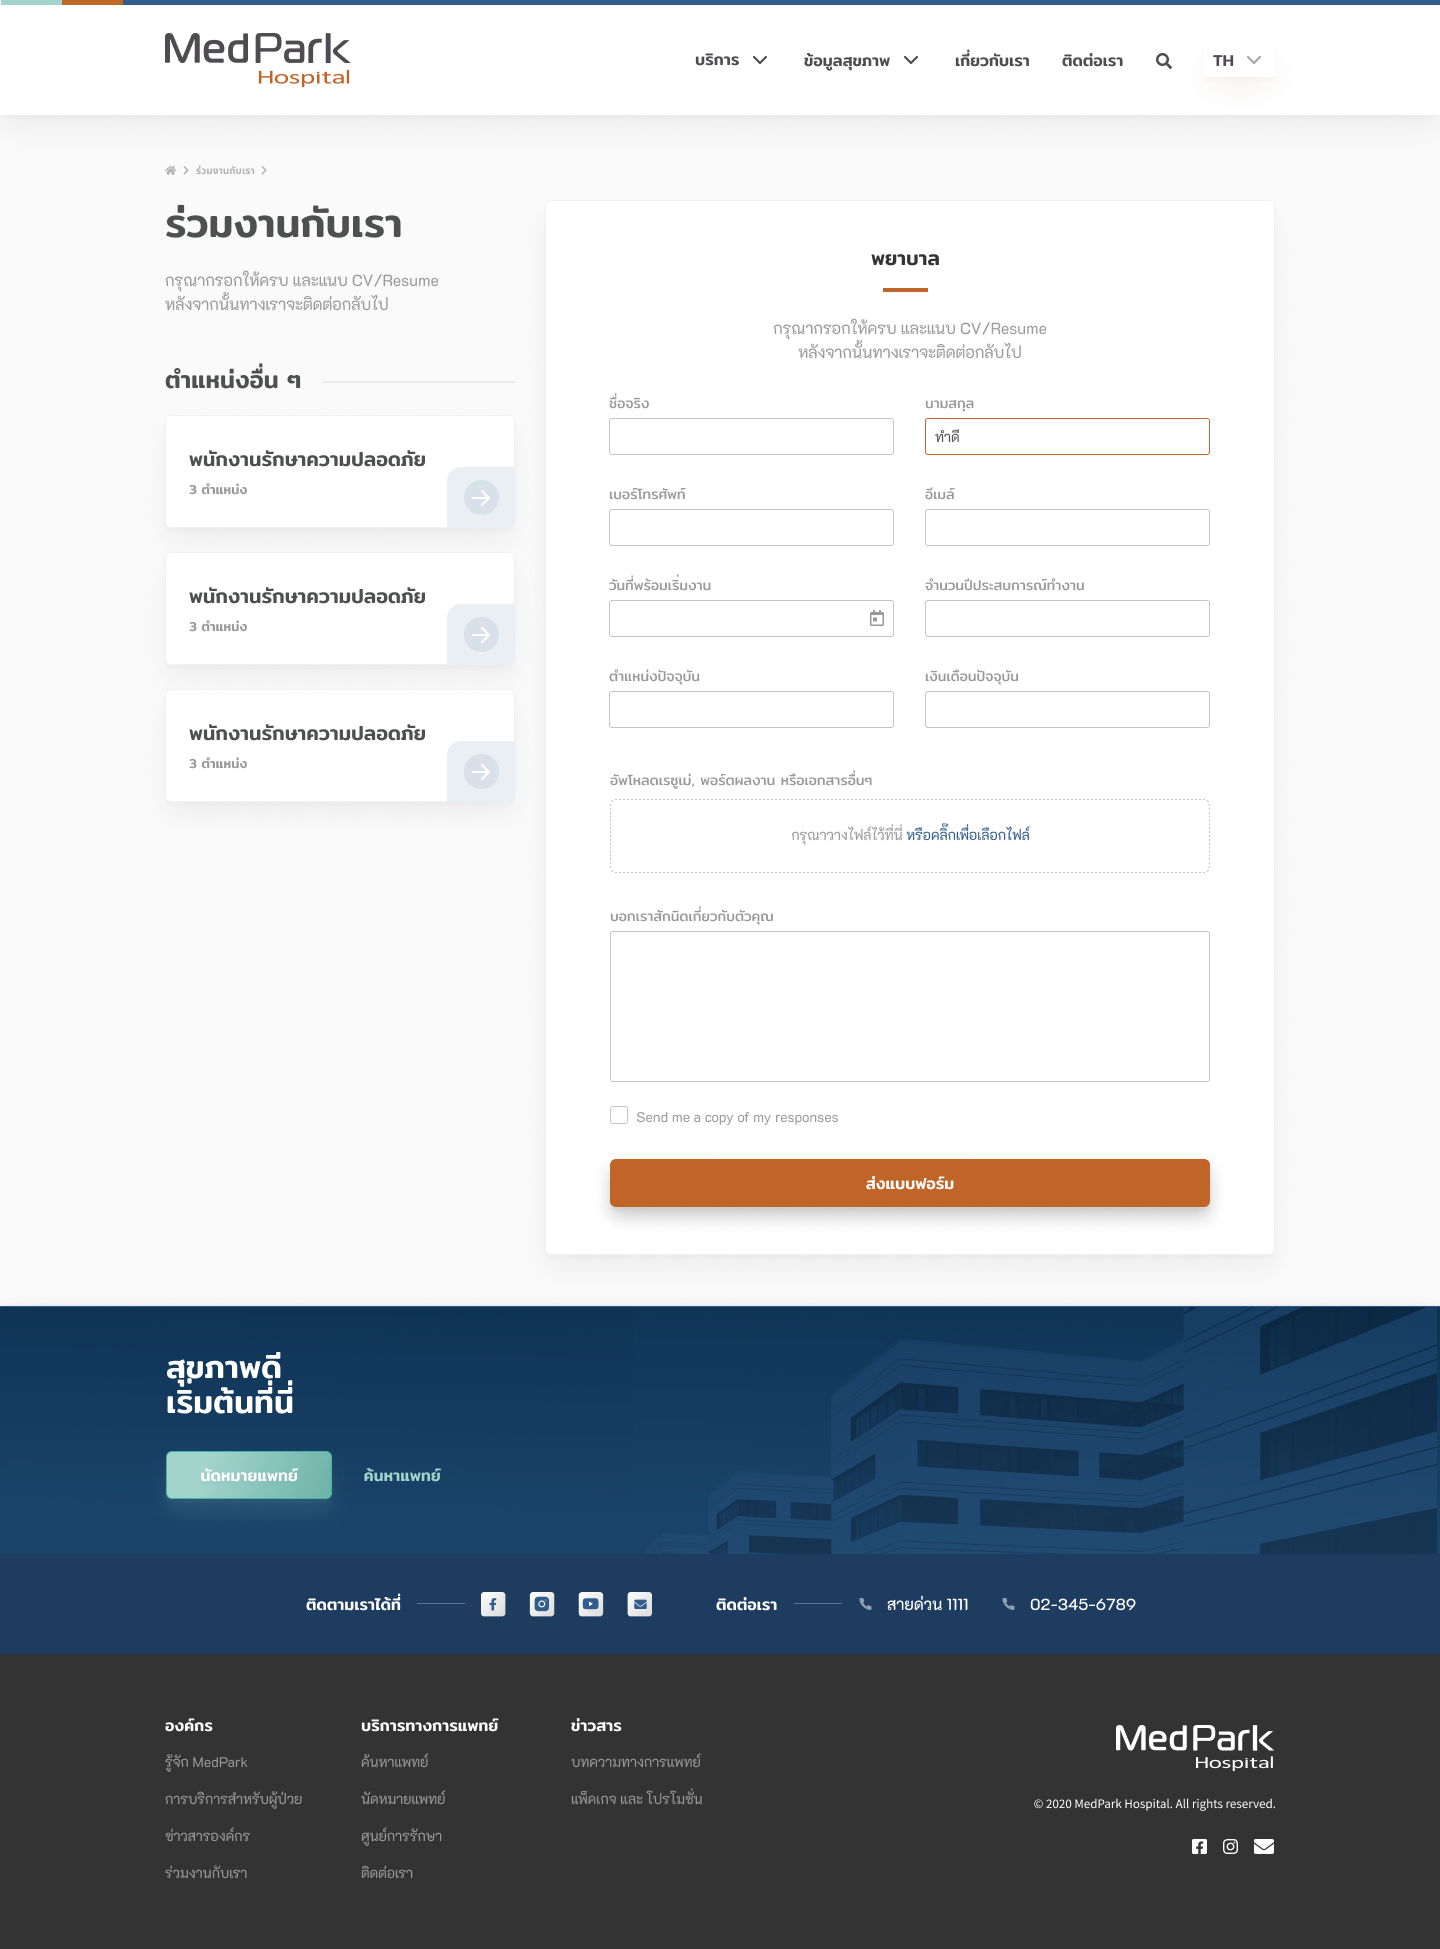 MedPark
Hospital
บริการ
ข้อมูลสุขภาพ
เกี่ยวกับเรา
ติดต่อเรา
TH
ร่วมงานกับเรา
ร่วมงานกับเรา
กรุณากรอกให้ครบ และแนบ CV/Resume
หลังจากนั้นทางเราจะติดต่อกลับไป
ตำแหน่งอื่น ๆ
พนักงานรักษาความปลอดภัย
3 ตำแหน่ง
พนักงานรักษาความปลอดภัย
3 ตำแหน่ง
พนักงานรักษาความปลอดภัย
3 ตำแหน่ง
พยาบาล
กรุณากรอกให้ครบ และแนบ CV/Resume
หลังจากนั้นทางเราจะติดต่อกลับไป
ชื่อจริง
นามสกุล
ทำดี
เบอร์โทรศัพท์
อีเมล์
วันที่พร้อมเริ่มงาน
จำนวนปีประสบการณ์ทำงาน
ตำแหน่งปัจจุบัน
เงินเดือนปัจจุบัน
อัพโหลดเรซูเม่, พอร์ตผลงาน หรือเอกสารอื่นๆ
กรุณาวางไฟล์ไว้ที่นี่ หรือคลิ๊กเพื่อเลือกไฟล์
บอกเราสักนิดเกี่ยวกับตัวคุณ
Send me a copy of my responses
ส่งแบบฟอร์ม
สุขภาพดี
เริ่มต้นที่นี่
นัดหมายแพทย์
ค้นหาแพทย์
ติดตามเราได้ที่
ติดต่อเรา
สายด่วน 1111
02-345-6789
องค์กร
รู้จัก MedPark
การบริการสำหรับผู้ป่วย
ข่าวสารองค์กร
ร่วมงานกับเรา
บริการทางการแพทย์
ค้นหาแพทย์
นัดหมายแพทย์
ศูนย์การรักษา
ติดต่อเรา
ข่าวสาร
บทความทางการแพทย์
แพ็คเกจ และ โปรโมชั่น
MedPark
Hospital
© 2020 MedPark Hospital. All rights reserved.